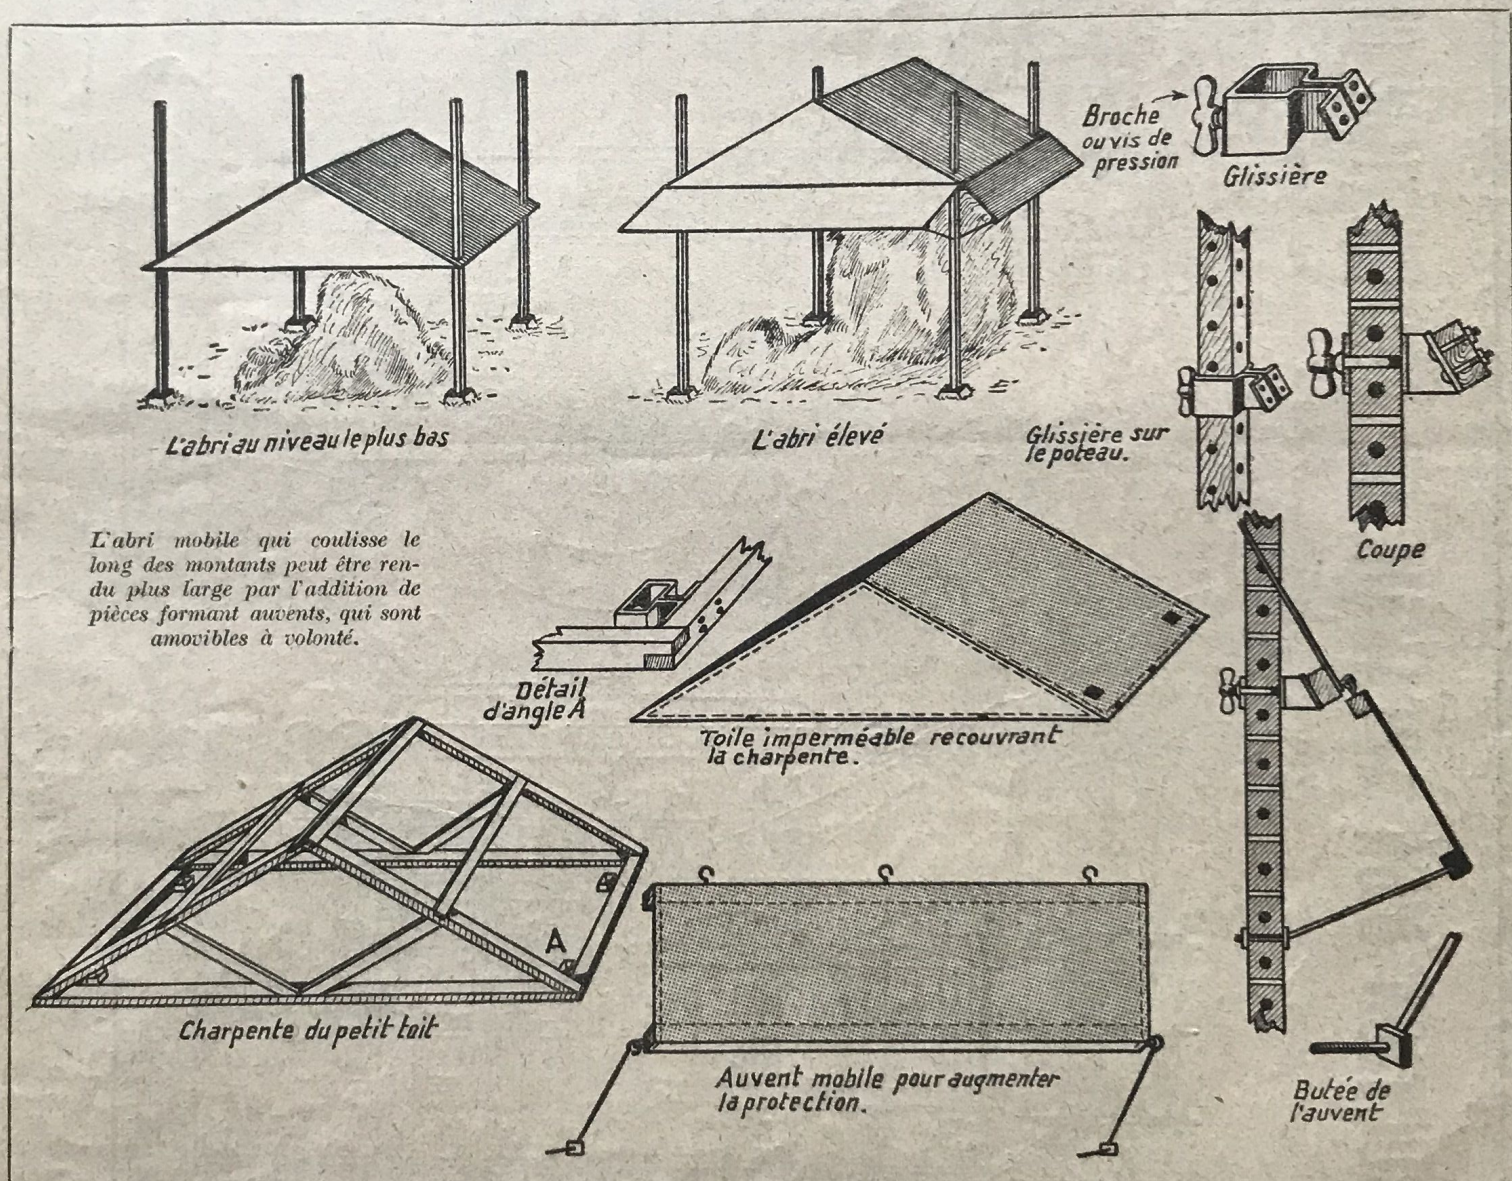 Broche
ou vis de
pression
Glissière
L'abri au niveau le plus bas
L'abri élevé
Glissière sur
le poteau.
Coupe
L'abri mobile qui coulisse le
long des montants peut être ren-
du plus large par l'addition de
pièces formant auvents, qui sont
amovibles à volonté.
Détail
d'angle A
Toile imperméable recouvrant
la charpente.
A
Charpente du petit toit
Auvent mobile pour augmenter
la protection.
Butée de
l'auvent